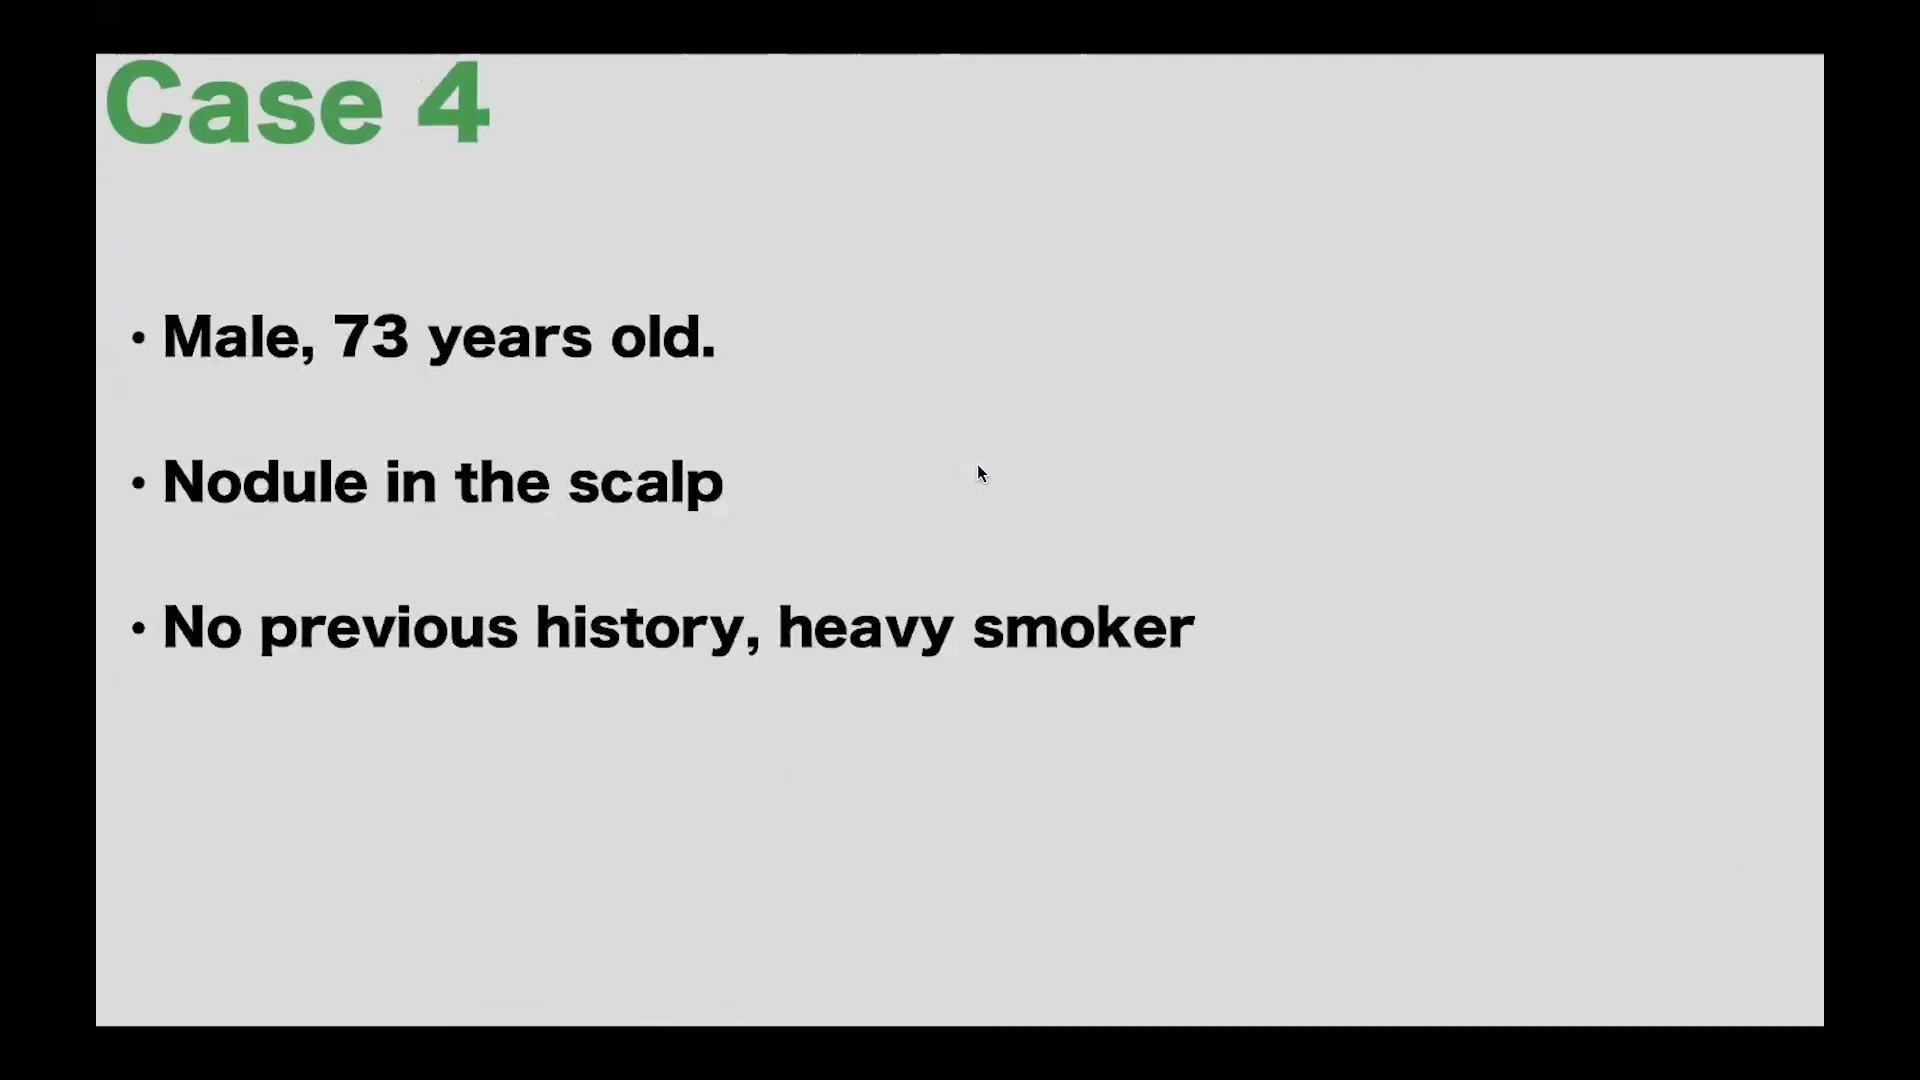 Case 4
• Male, 73 years old.
• Nodule in the scalp
• No previous history, heavy smoker